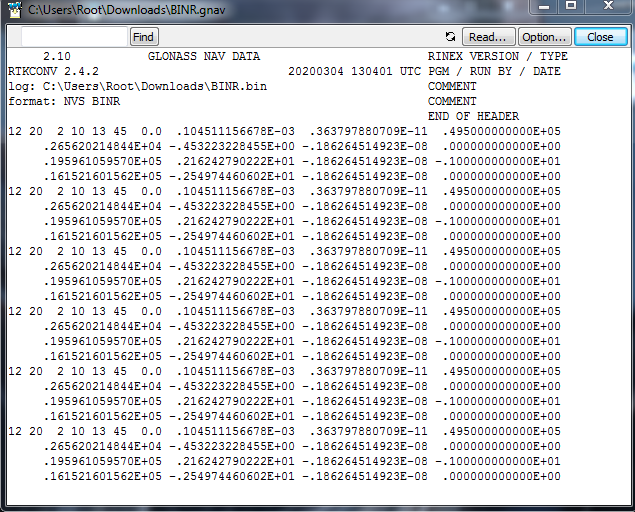 C:\Users\Root\Downloads\BINR.gnav
Find Read... Option... Close
2.10 GLONASS NAV DATA RINEX VERSION / TYPE
RTKCONV 2.4.2 20200304 130401 UTC PGM / RUN BY / DATE
log: C:\Users\Root\Downloads\BINR.bin COMMENT
format: NVS BINR COMMENT
END OF HEADER
12 20 2 10 13 45 0.0 .104511156678E-03 .363797880709E-11 .495000000000E+05
.265620214844E+04 -.453223228455E+00 -.186264514923E-08 .000000000000E+00
.195961059570E+05 .216242790222E+01 -.186264514923E-08 -.100000000000E+01
.161521601562E+05 -.254974460602E+01 -.186264514923E-08 .000000000000E+00
12 20 2 10 13 45 0.0 .104511156678E-03 .363797880709E-11 .495000000000E+05
.265620214844E+04 -.453223228455E+00 -.186264514923E-08 .000000000000E+00
.195961059570E+05 .216242790222E+01 -.186264514923E-08 -.100000000000E+01
.161521601562E+05 -.254974460602E+01 -.186264514923E-08 .000000000000E+00
12 20 2 10 13 45 0.0 .104511156678E-03 .363797880709E-11 .495000000000E+05
.265620214844E+04 -.453223228455E+00 -.186264514923E-08 .000000000000E+00
.195961059570E+05 .216242790222E+01 -.186264514923E-08 -.100000000000E+01
.161521601562E+05 -.254974460602E+01 -.186264514923E-08 .000000000000E+00
12 20 2 10 13 45 0.0 .104511156678E-03 .363797880709E-11 .495000000000E+05
.265620214844E+04 -.453223228455E+00 -.186264514923E-08 .000000000000E+00
.195961059570E+05 .216242790222E+01 -.186264514923E-08 -.100000000000E+01
.161521601562E+05 -.254974460602E+01 -.186264514923E-08 .000000000000E+00
12 20 2 10 13 45 0.0 .104511156678E-03 .363797880709E-11 .495000000000E+05
.265620214844E+04 -.453223228455E+00 -.186264514923E-08 .000000000000E+00
.195961059570E+05 .216242790222E+01 -.186264514923E-08 -.100000000000E+01
.161521601562E+05 -.254974460602E+01 -.186264514923E-08 .000000000000E+00
12 20 2 10 13 45 0.0 .104511156678E-03 .363797880709E-11 .495000000000E+05
.265620214844E+04 -.453223228455E+00 -.186264514923E-08 .000000000000E+00
.195961059570E+05 .216242790222E+01 -.186264514923E-08 -.100000000000E+01
.161521601562E+05 -.254974460602E+01 -.186264514923E-08 .000000000000E+00